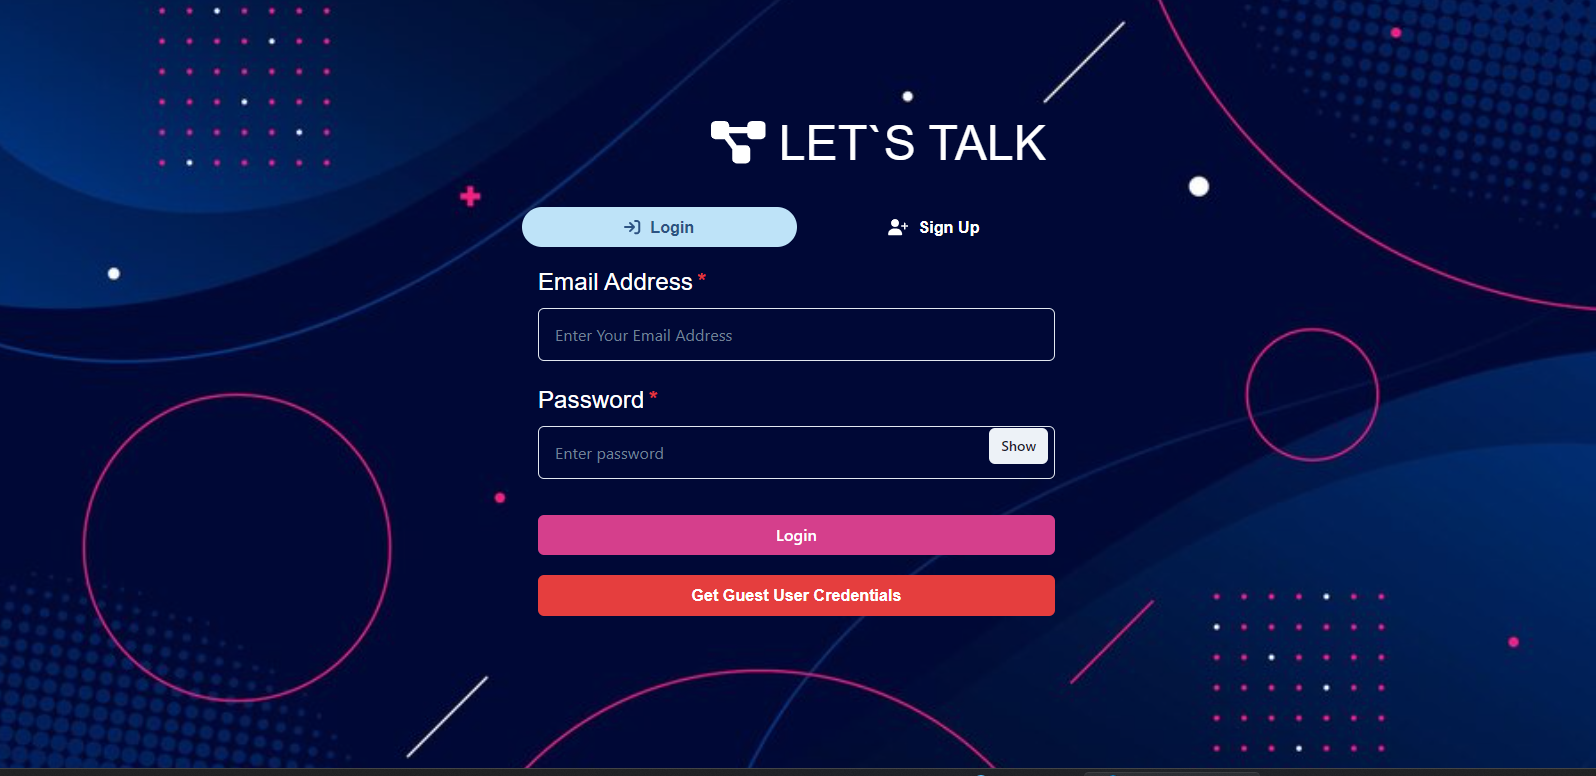 LET`S TALK
Login
Sign Up
Email Address *
Enter Your Email Address
Password *
Enter password
Show
Login
Get Guest User Credentials